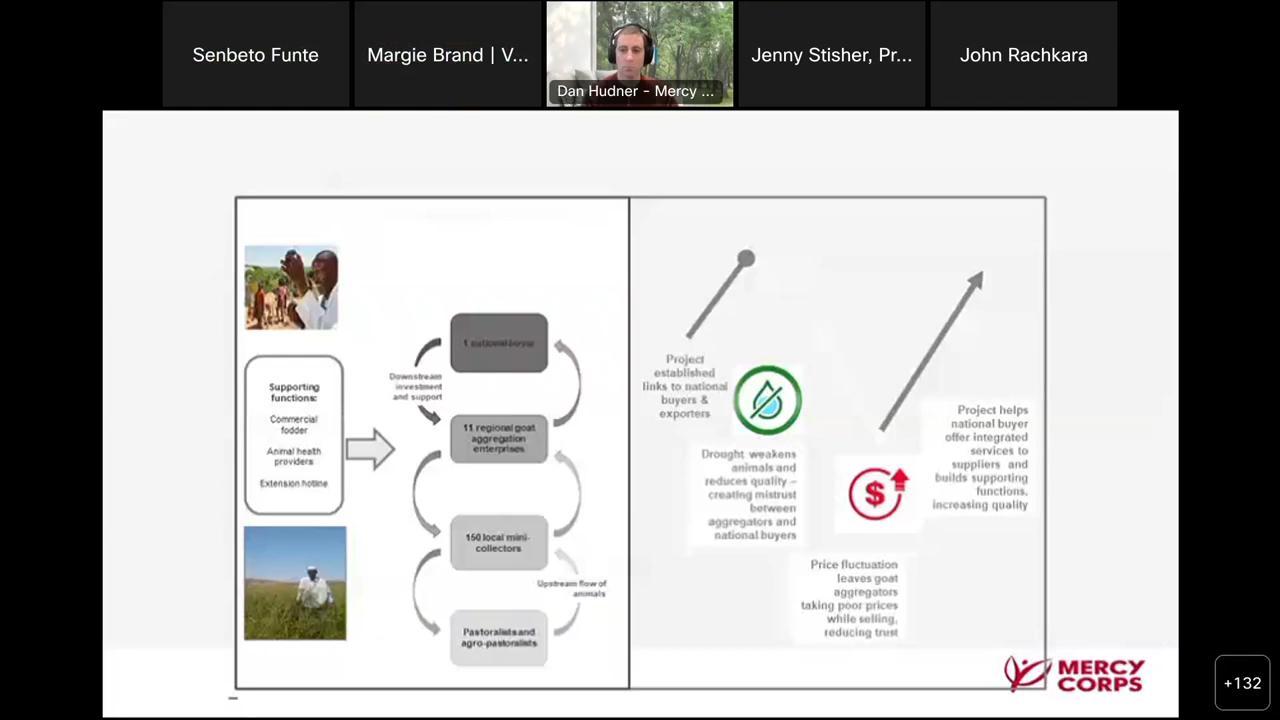 Senbeto Funte
Margie Brand | V...
Dan Hudner - Mercy ...
Jenny Stisher, Pr...
John Rachkara
Supporting
functions:
Commercial
fodder
Animal health
providers
Extension hotline
1 national buyer
Downstream
investment
and support
11 regional goat
aggregation
enterprises
150 local mini-
collectors
Upstream flow of
animals
Pastoralists and
agro-pastoralists
Project
established
links to national
buyers &
exporters
Drought weakens
animals and
reduces quality –
creating mistrust
between
aggregators and
national buyers
Price fluctuation
leaves goat
aggregators
taking poor prices
while selling,
reducing trust
Project helps
national buyer
offer integrated
services to
suppliers and
builds supporting
functions,
increasing quality
MERCY
CORPS
+132